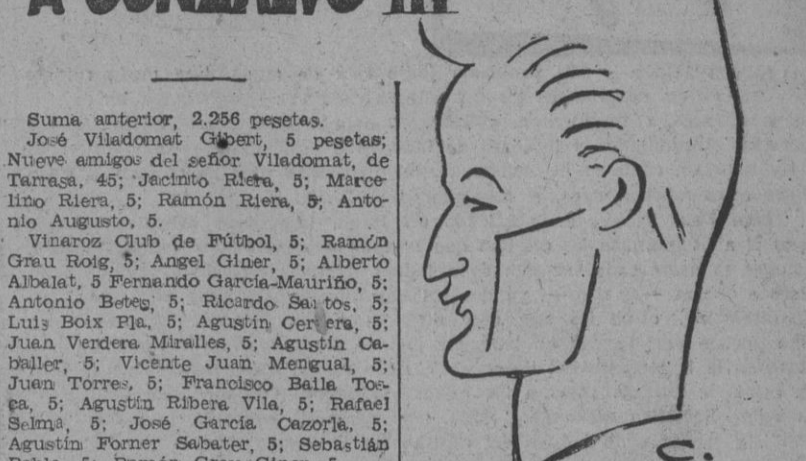 A GONZALVO III
Suma anterior, 2.256 pesetas.
José Viladomat Gibert, 5 pesetas;
Nueve amigos del señor Viladomat, de
Tarrasa, 45; Jacinto Riera, 5; Marce-
lino Riera, 5; Ramón Riera, 5; Anto-
nio Augusto, 5.
Vinaroz Club de Fútbol, 5; Ramón
Grau Roig, 5; Angel Giner, 5; Alberto
Albalat, 5 Fernando García-Mauriño, 5;
Antonio Betes, 5; Ricardo Santos, 5;
Luis Boix Pla, 5; Agustín Cervera, 5;
Juan Verdera Miralles, 5; Agustín Ca-
baller, 5; Vicente Juan Mengual, 5;
Juan Torres, 5; Francisco Baila Tos-
ca, 5; Agustín Ribera Vila, 5; Rafael
Selma, 5; José García Cazorla, 5;
Agustín Forner Sabater, 5; Sebastián
C.